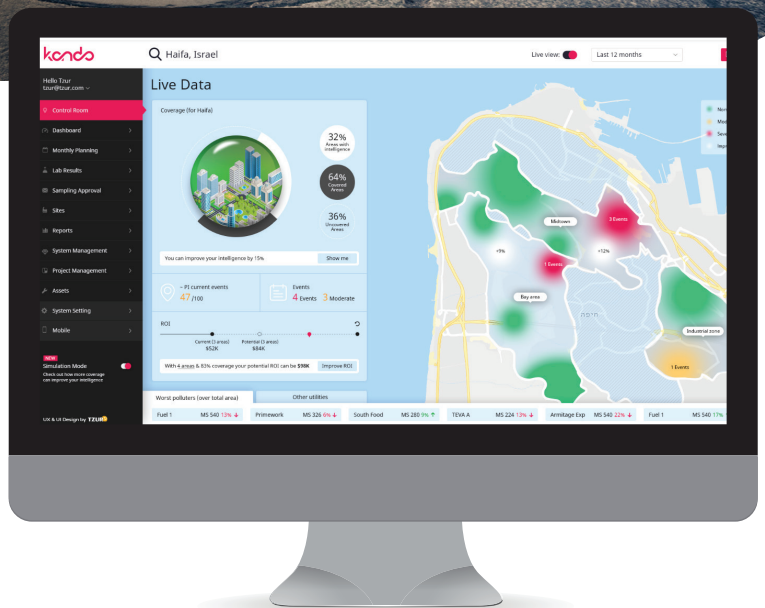 kando
Haifa, Israel
Live view:
Last 12 months
Hello Tzur
tzur@tzur.com
Control Room
Dashboard
Monthly Planning
Lab Results
Sampling Approval
Sites
Reports
System Management
Project Management
Assets
System Setting
Mobile
NEW
Simulation Mode
Check out how more coverage
can improve your intelligence
UX & UI Design by TZUR
Live Data
Coverage (for Haifa)
32%
Areas with
intelligence
64%
Covered
Areas
36%
Uncovered
Areas
You can improve your intelligence by 15%
Show me
~ PI current events
47 /100
Events
4 Events 3 Moderate
ROI
Current (3 areas)
$52K
Potential (3 areas)
$84K
With 4 areas & 83% coverage your potential ROI can be $98K
Improve ROI
Midtown
3 Events
+9%
+12%
1 Events
Bay area
חיפה
Industrial zone
1 Events
Worst polluters (over total area)
Other utilities
Fuel 1 MS 540 13% ↓
Primework MS 326 6% ↓
South Food MS 280 9% ↑
TEVA A MS 224 13% ↓
Armitage Exp MS 540 22% ↓
Fuel 1 MS 540 17%